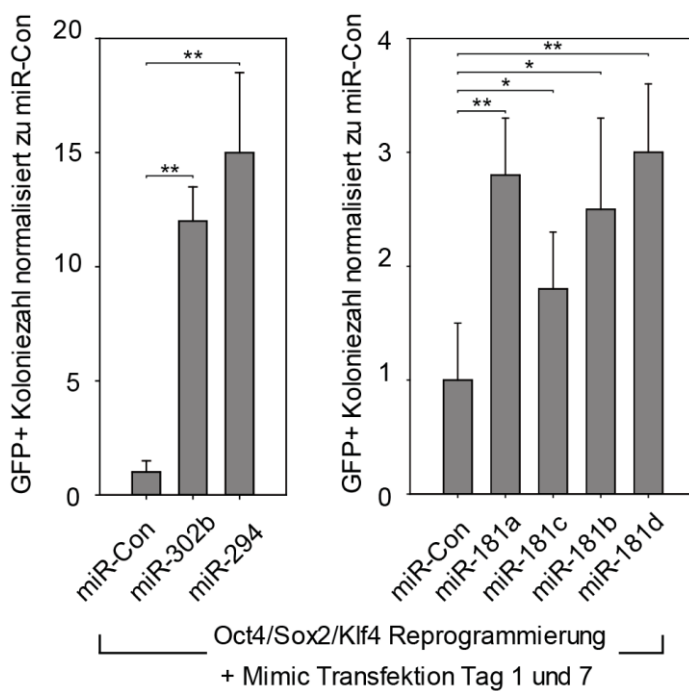 GFP+ Koloniezahl normalisiert zu miR-Con
20
15
10
5
0
**
**
miR-Con
miR-302b
miR-294
GFP+ Koloniezahl normalisiert zu miR-Con
4
3
2
1
0
**
*
*
**
miR-Con
miR-181a
miR-181c
miR-181b
miR-181d
Oct4/Sox2/Klf4 Reprogrammierung
+ Mimic Transfektion Tag 1 und 7